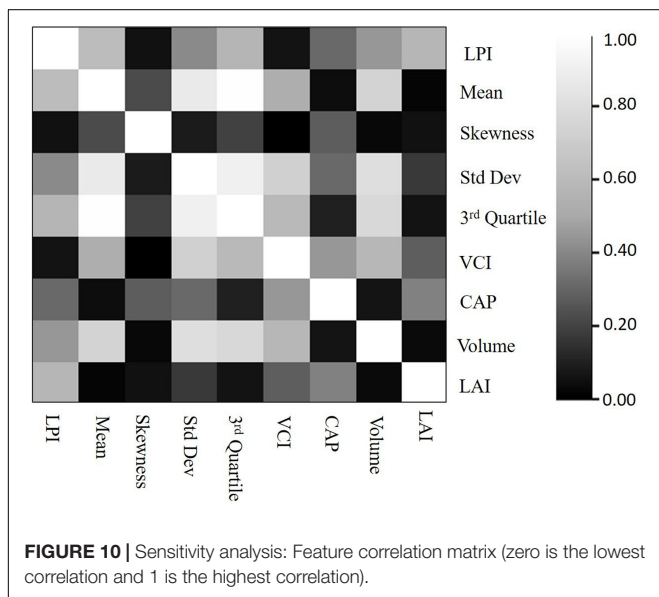 LPI
Mean
Skewness
Std Dev
3rd Quartile
VCI
CAP
Volume
LAI
1.00
0.80
0.60
0.40
0.20
0.00
LPI
Mean
Skewness
Std Dev
3rd Quartile
VCI
CAP
Volume
LAI
FIGURE 10 | Sensitivity analysis: Feature correlation matrix (zero is the lowest
correlation and 1 is the highest correlation).